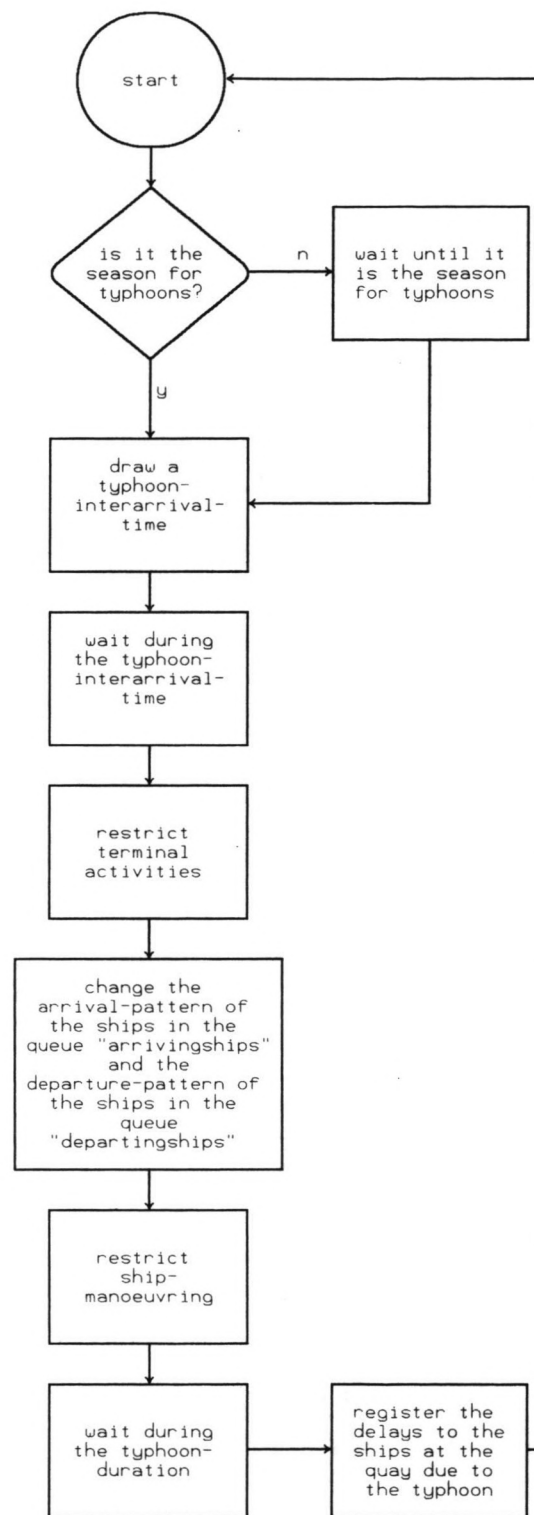 start
is it the
season for
typhoons?
n
wait until it
is the season
for typhoons
y
draw a
typhoon-
interarrival-
time
wait during
the typhoon-
interarrival-
time
restrict
terminal
activities
change the
arrival-pattern of
the ships in the
queue "arrivingships"
and the
departure-pattern of
the ships in the
queue
"departingships"
restrict
ship-
manoeuvring
wait during
the typhoon-
duration
register the
delays to the
ships at the
quay due to
the typhoon